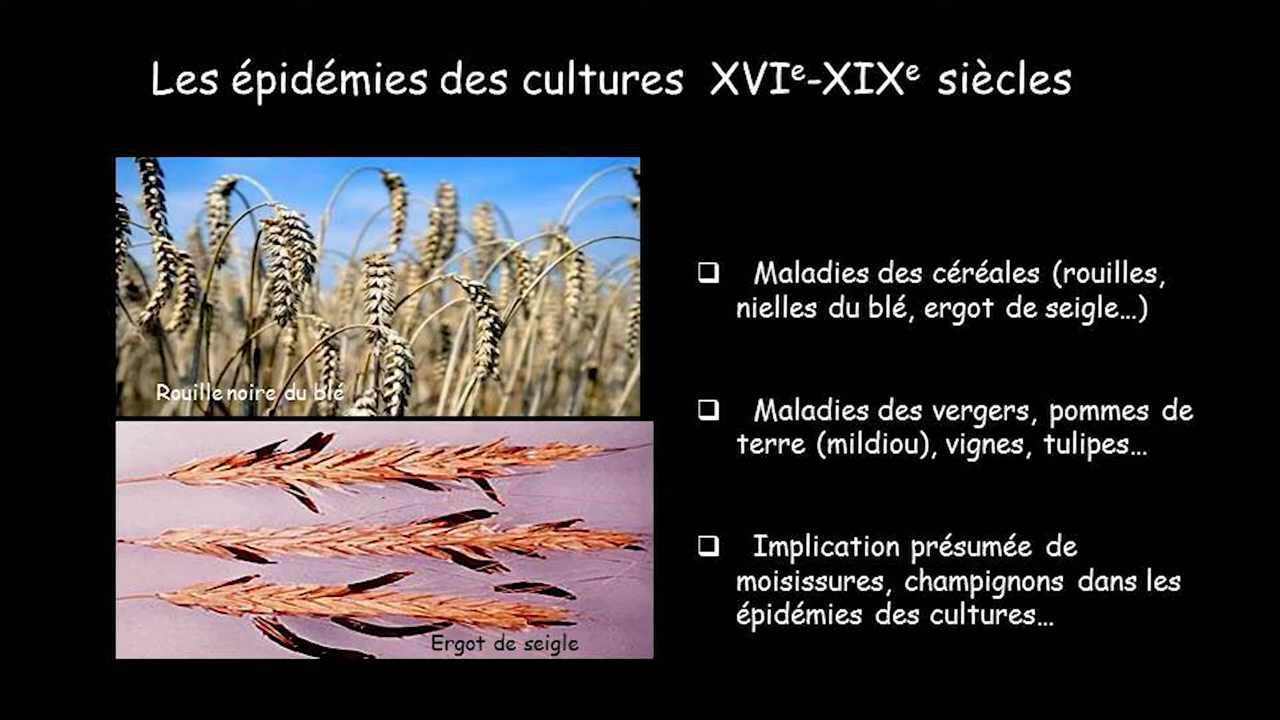 Les épidémies des cultures XVIe-XIXe siècles
Rouille noire du blé
Ergot de seigle
Maladies des céréales (rouilles,
nielles du blé, ergot de seigle…)
Maladies des vergers, pommes de
terre (mildiou), vignes, tulipes…
Implication présumée de
moisissures, champignons dans les
épidémies des cultures…